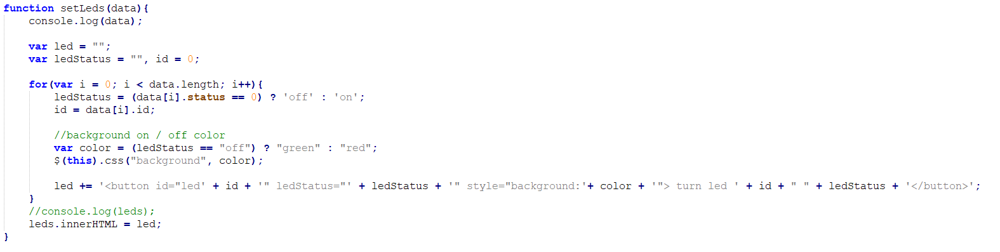 function setLeds(data){
    console.log(data);

    var led = "";
    var ledStatus = "", id = 0;

    for(var i = 0; i < data.length; i++){
        ledStatus = (data[i].status == 0) ? 'off' : 'on';
        id = data[i].id;

        //background on / off color
        var color = (ledStatus == "off") ? "green" : "red";
        $(this).css("background", color);

        led += '<button id="led' + id + '" ledStatus="' + ledStatus + '" style="background:'+ color + '"> turn led ' + id + " " + ledStatus + '</button>';
    }
    //console.log(leds);
    leds.innerHTML = led;
}